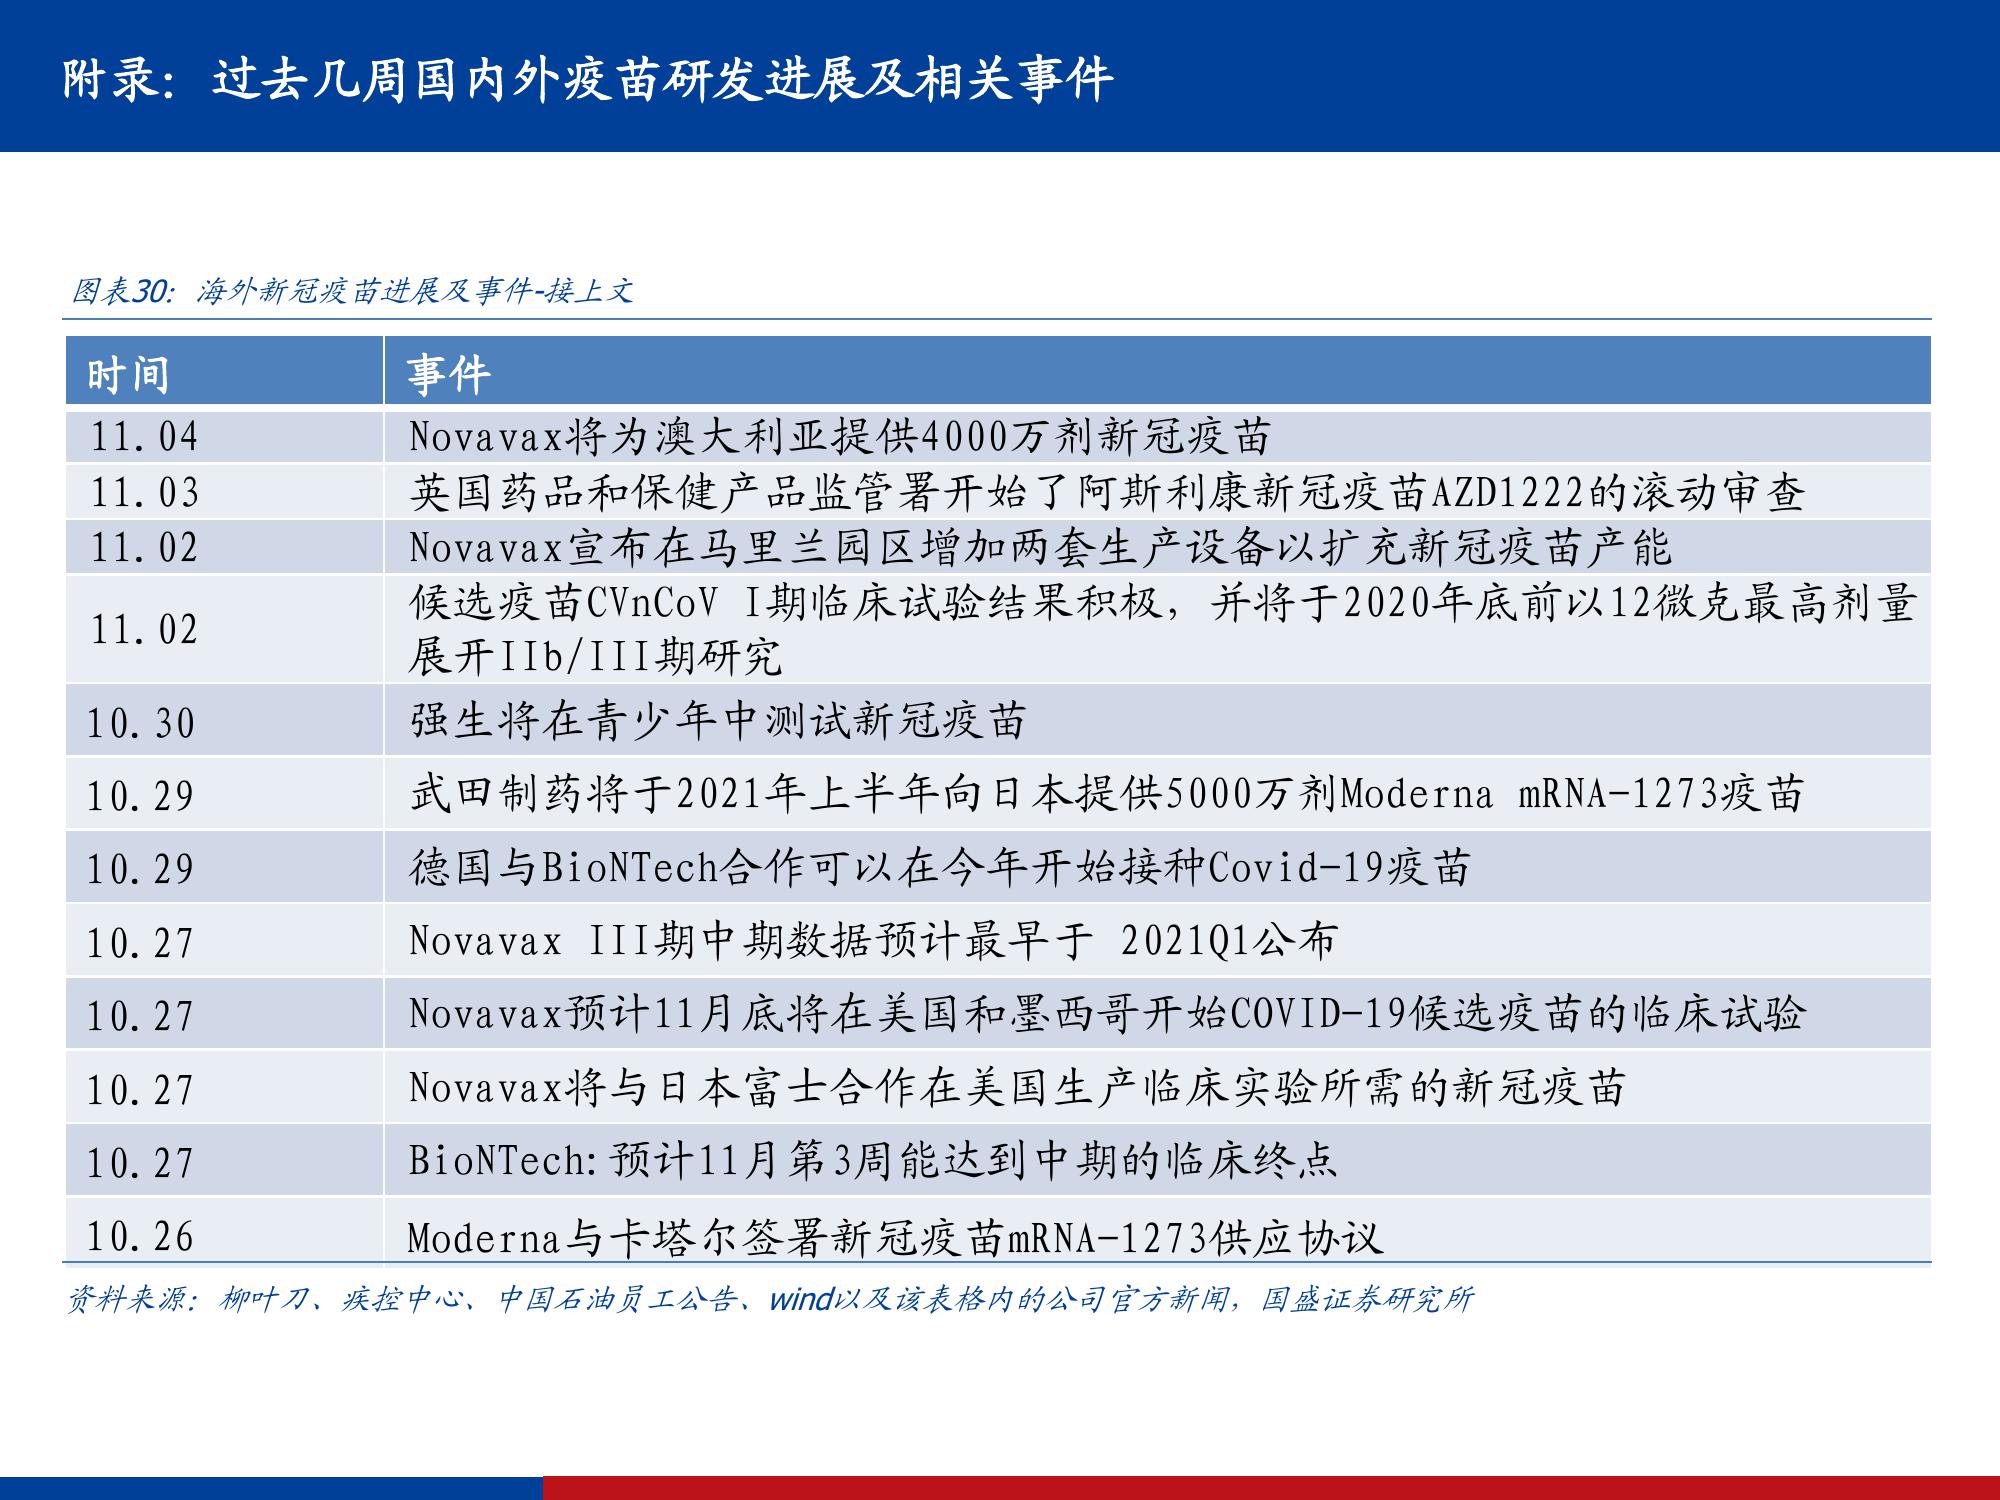 附录：过去几周国内外疫苗研发进展及相关事件
图表30：海外新冠疫苗进展及事件-接上文
时间 事件
11.04 Novavax将为澳大利亚提供4000万剂新冠疫苗
11.03 英国药品和保健产品监管署开始了阿斯利康新冠疫苗AZD1222的滚动审查
11.02 Novavax宣布在马里兰园区增加两套生产设备以扩充新冠疫苗产能
11.02 候选疫苗CVnCoV I期临床试验结果积极，并将于2020年底前以12微克最高剂量
展开IIb/III期研究
10.30 强生将在青少年中测试新冠疫苗
10.29 武田制药将于2021年上半年向日本提供5000万剂Moderna mRNA-1273疫苗
10.29 德国与BioNTech合作可以在今年开始接种Covid-19疫苗
10.27 Novavax III期中期数据预计最早于 2021Q1公布
10.27 Novavax预计11月底将在美国和墨西哥开始COVID-19候选疫苗的临床试验
10.27 Novavax将与日本富士合作在美国生产临床实验所需的新冠疫苗
10.27 BioNTech:预计11月第3周能达到中期的临床终点
10.26 Moderna与卡塔尔签署新冠疫苗mRNA-1273供应协议
资料来源：柳叶刀、疾控中心、中国石油员工公告、wind以及该表格内的公司官方新闻，国盛证券研究所